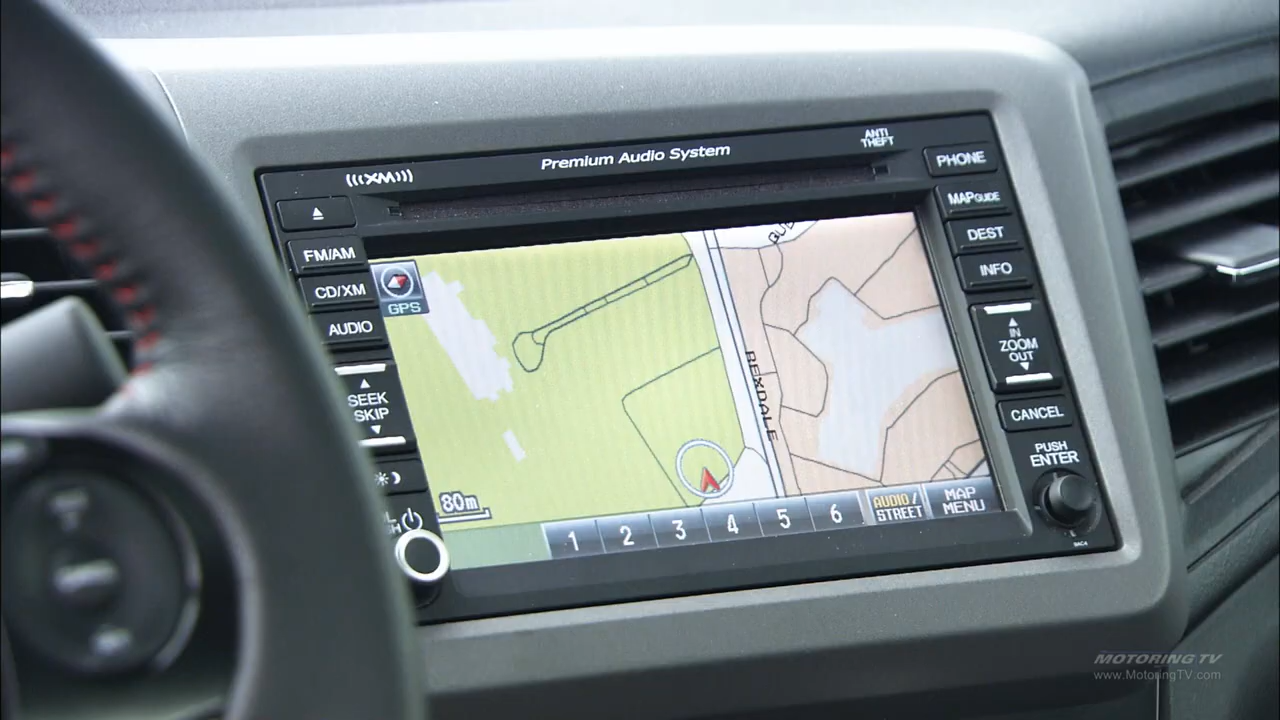 Premium Audio System
ANTI
THEFT
(((XM)))
PHONE
MAP GUIDE
DEST
INFO
IN
ZOOM
OUT
CANCEL
PUSH
ENTER
BACK
FM/AM
CD/XM
AUDIO
SEEK
SKIP
GPS
REXDALE
80m
1 2 3 4 5 6
AUDIO/
STREET
MAP
MENU
MOTORING TV
www.MotoringTV.com